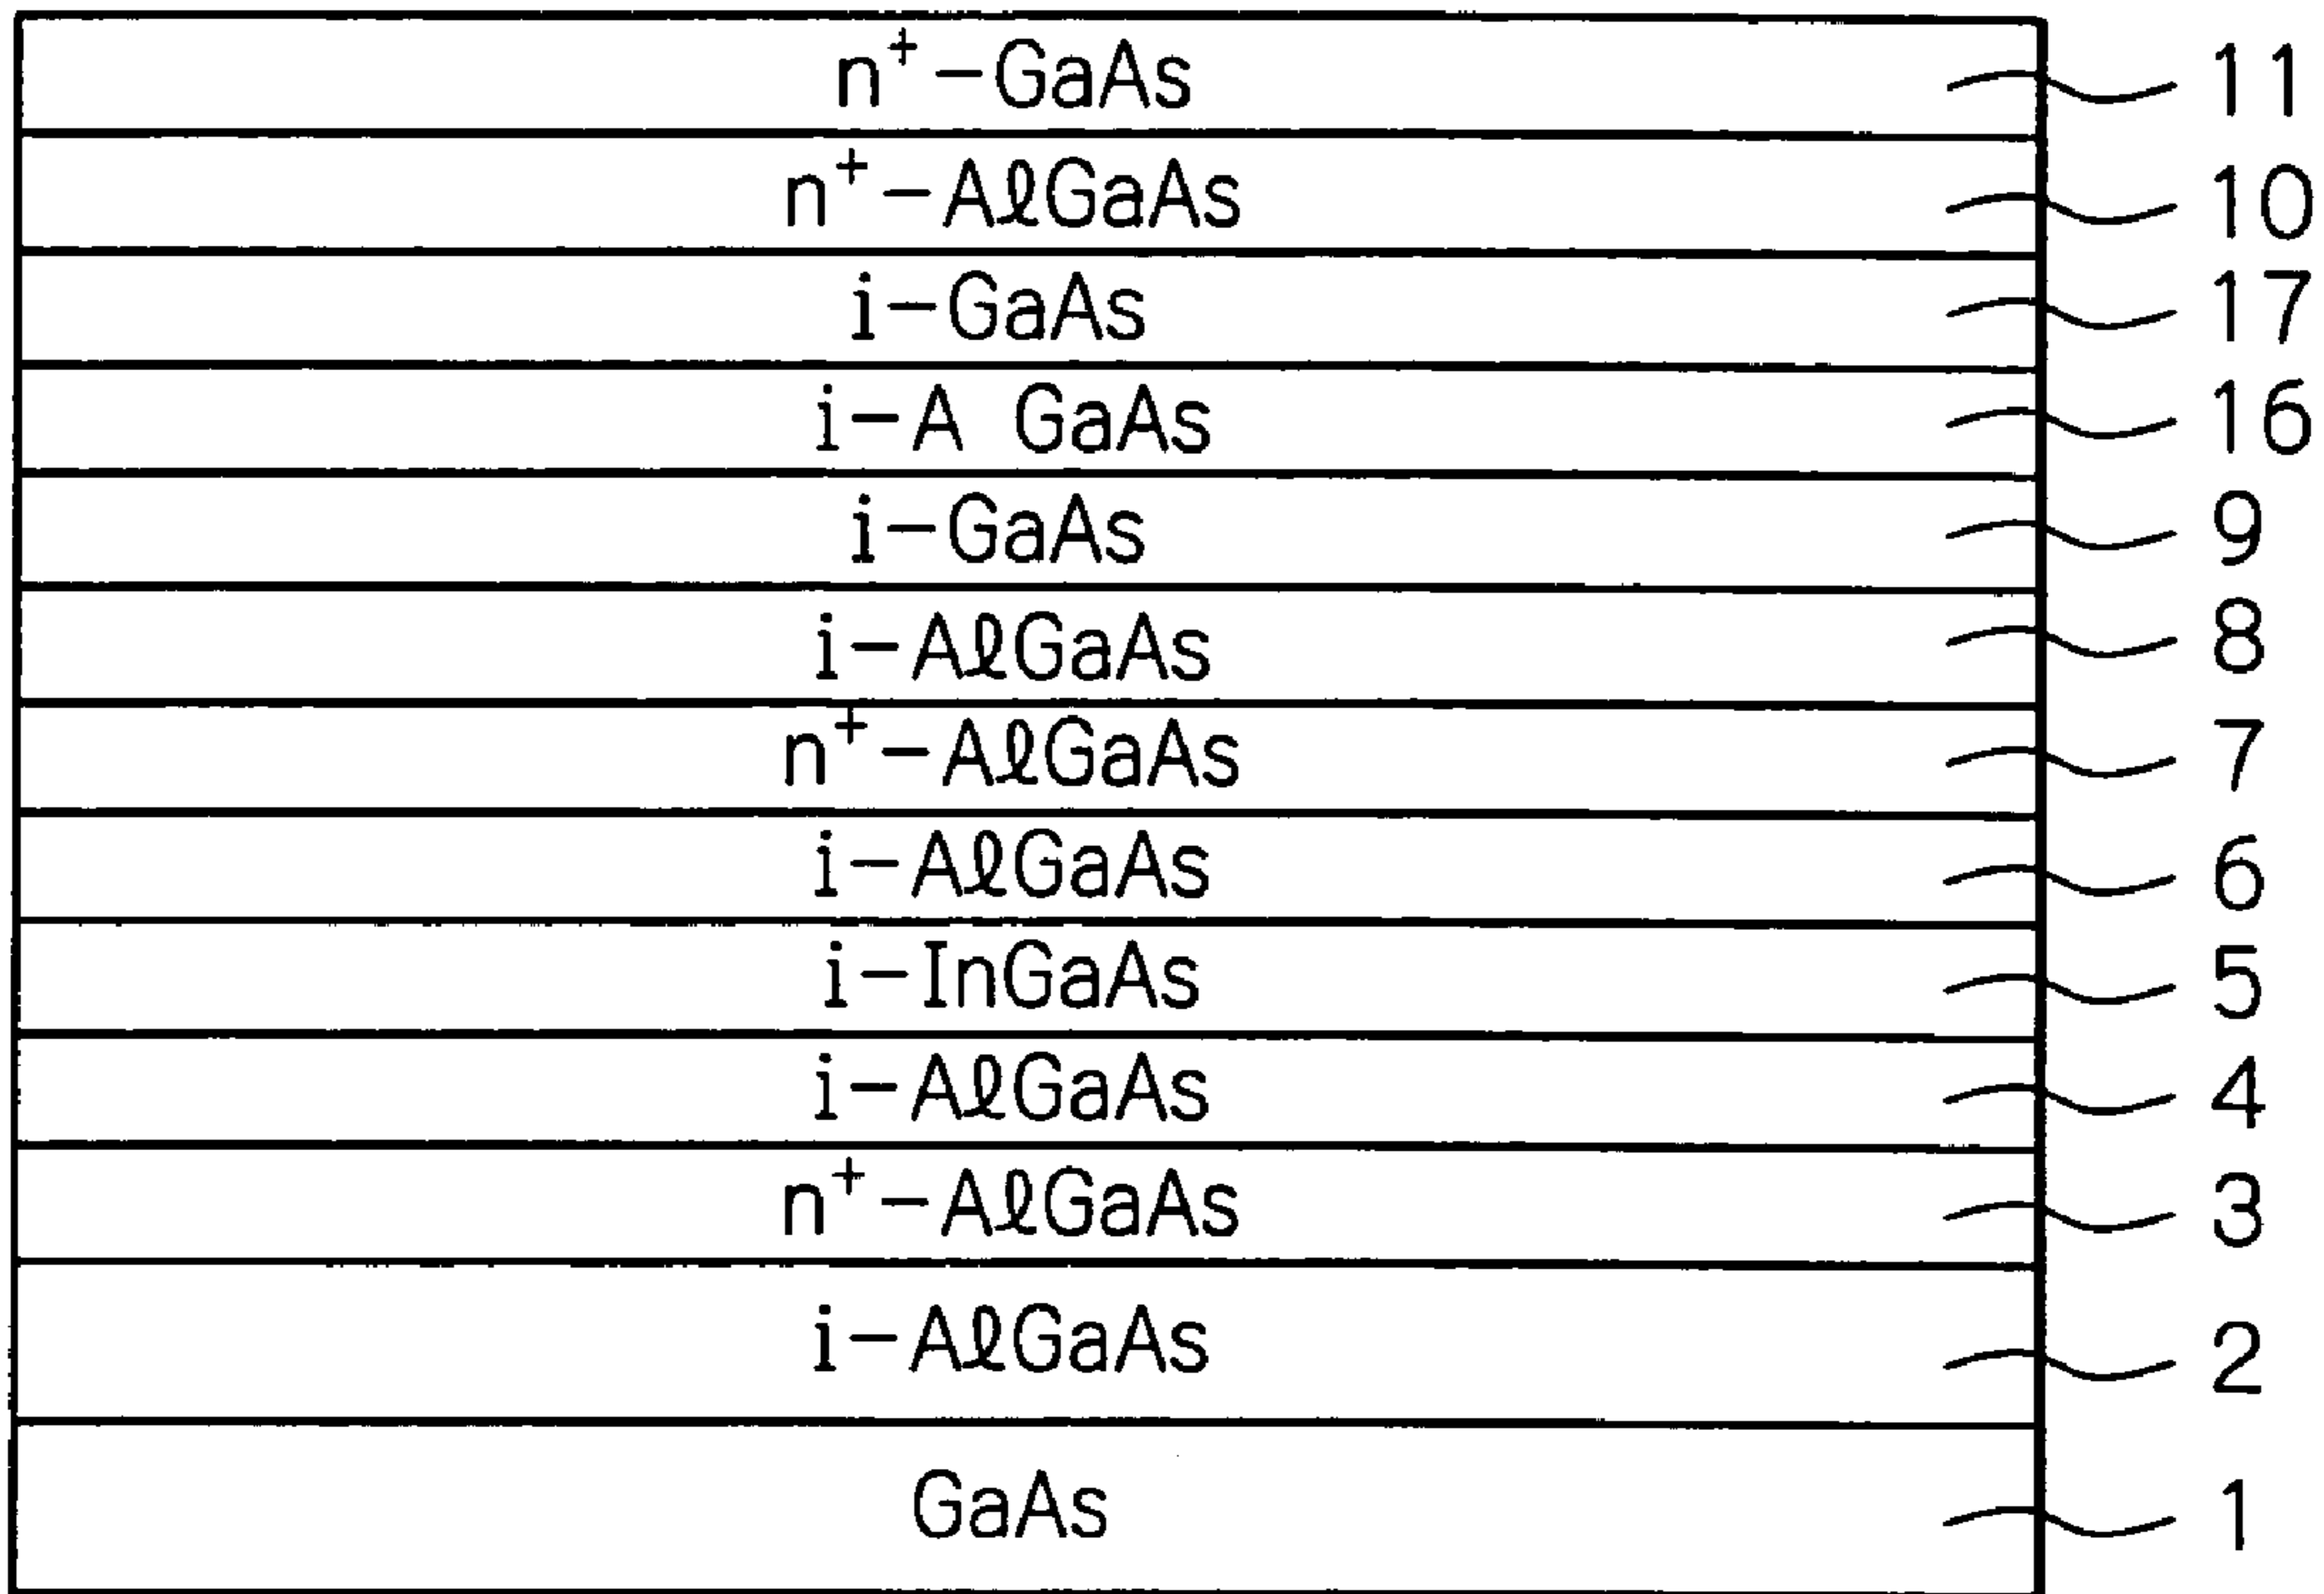 n⁺-GaAs 11
n⁺-AℓGaAs 10
i-GaAs 17
i-A GaAs 16
i-GaAs 9
i-AℓGaAs 8
n⁺-AℓGaAs 7
i-AℓGaAs 6
i-InGaAs 5
i-AℓGaAs 4
n⁺-AℓGaAs 3
i-AℓGaAs 2
GaAs 1